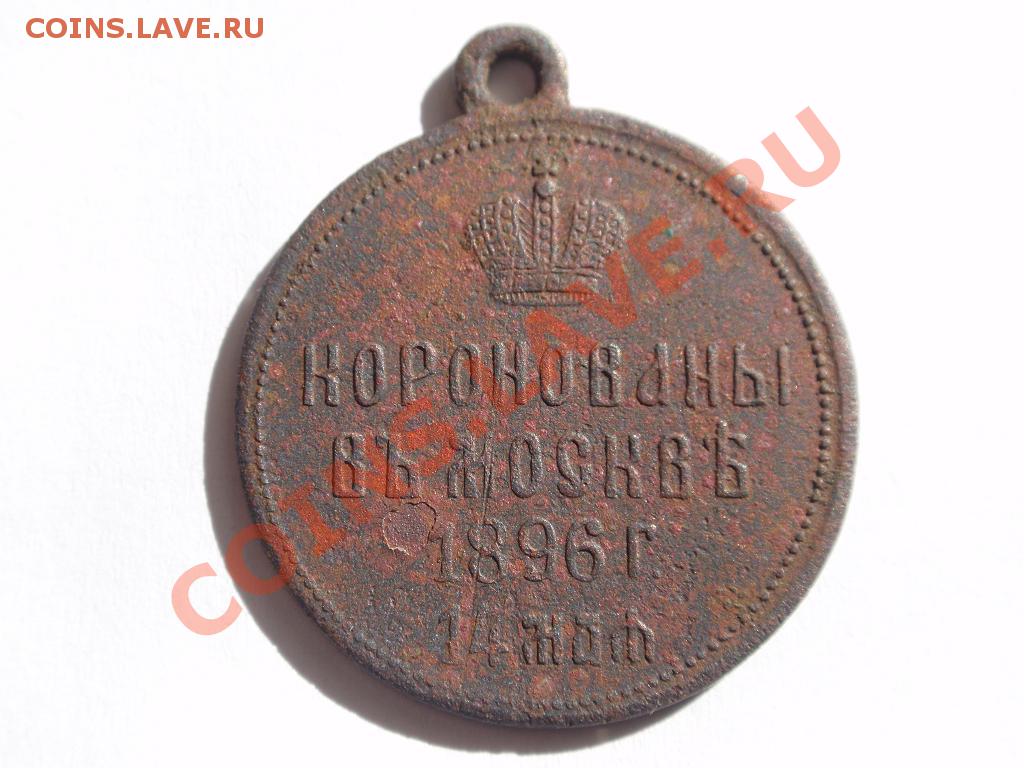 COINS.LAVE.RU
COINS.LAVE.RU
КОРОНОВАНЫ
ВЪ МОСКВѢ
1896 г.
14 мая